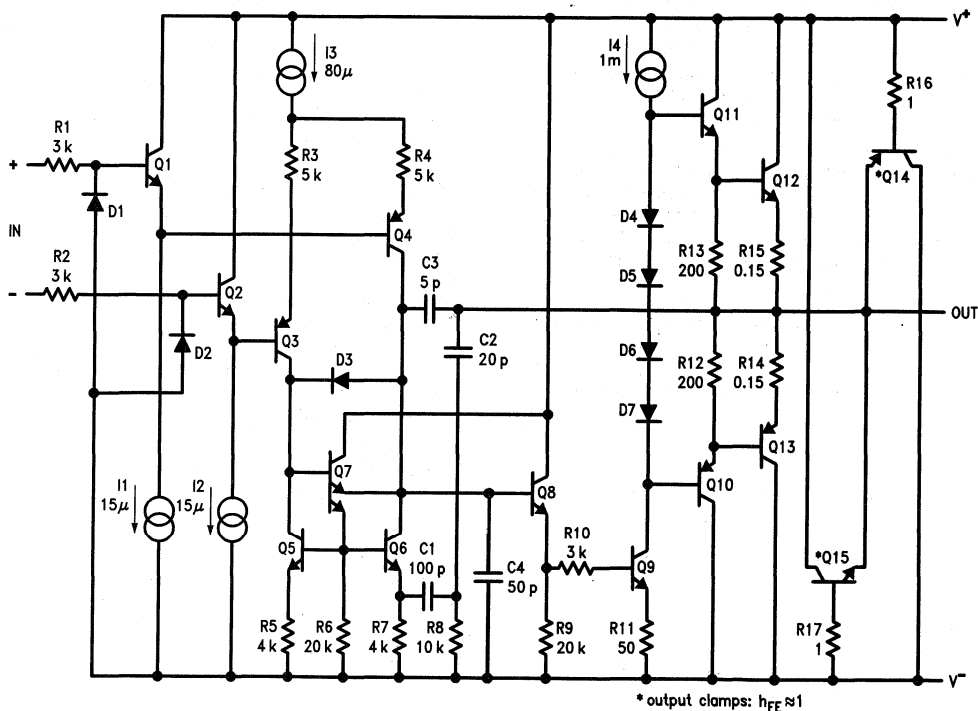 V+
I3
80μ
I4
1m
R16
1
Q11
R1
3 k
+
Q1
R3
5 k
R4
5 k
*Q14
Q12
D1
Q4
D4
IN
R2
3 k
C3
5 p
R13
200
R15
0.15
D5
-
Q2
OUT
Q3
C2
20 p
D2
D3
D6
R12
200
R14
0.15
D7
Q7
Q13
Q8
Q10
I1
15μ
I2
15μ
R10
3 k
Q5
Q6
C1
100 p
C4
50 p
Q9
*Q15
R5
4 k
R6
20 k
R7
4 k
R8
10 k
R9
20 k
R11
50
R17
1
V-
* output clamps: hFE ≈ 1